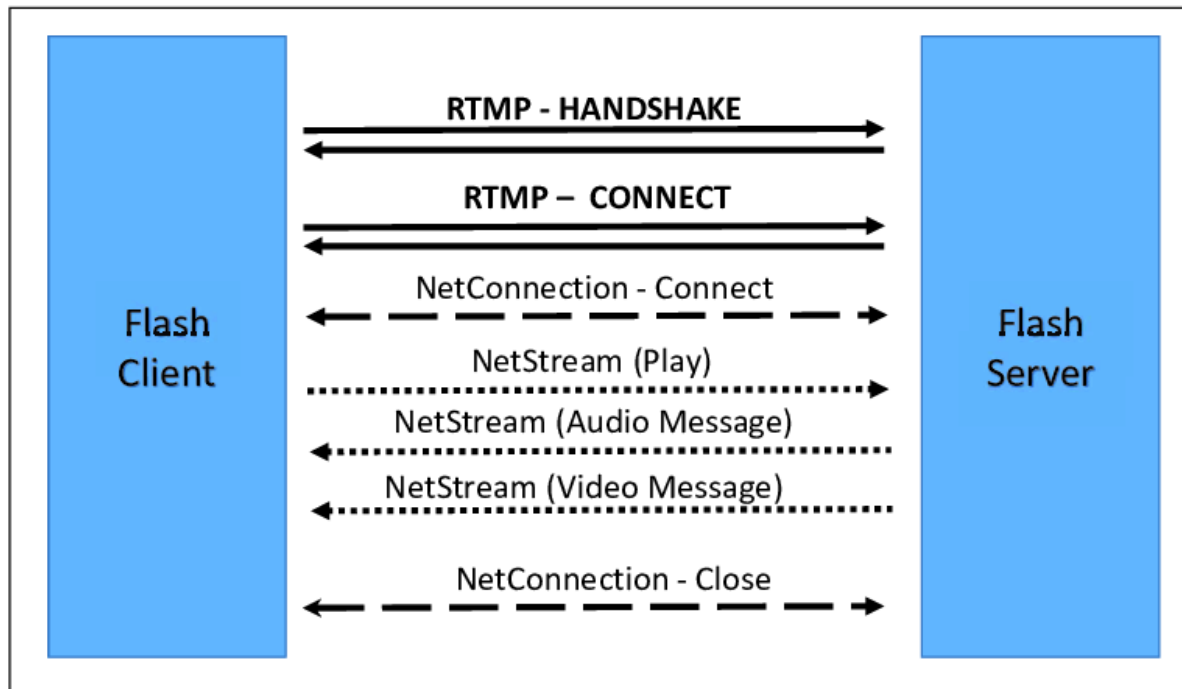 RTMP - HANDSHAKE
RTMP – CONNECT
NetConnection - Connect
Flash
Client
Flash
Server
NetStream (Play)
NetStream (Audio Message)
NetStream (Video Message)
NetConnection - Close